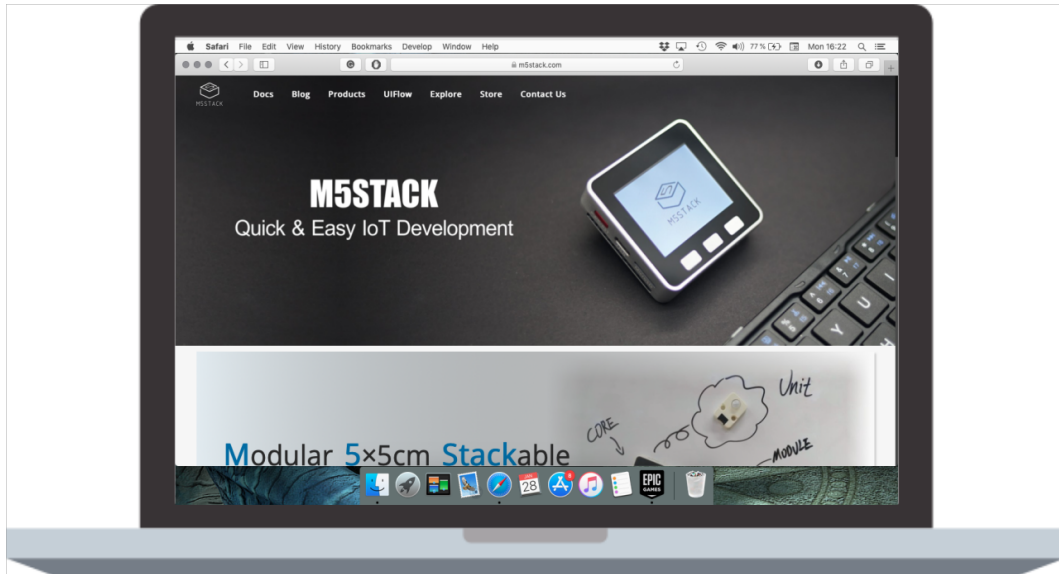 Safari File Edit View History Bookmarks Develop Window Help 77% Mon 16:22
m5stack.com
M5STACK
Docs Blog Products UIFlow Explore Store Contact Us
M5STACK
Quick & Easy IoT Development
M5STACK
Y U I
H
Unit
CORE
MODULE
Modular 5×5cm Stackable
28
EPIC
GAMES